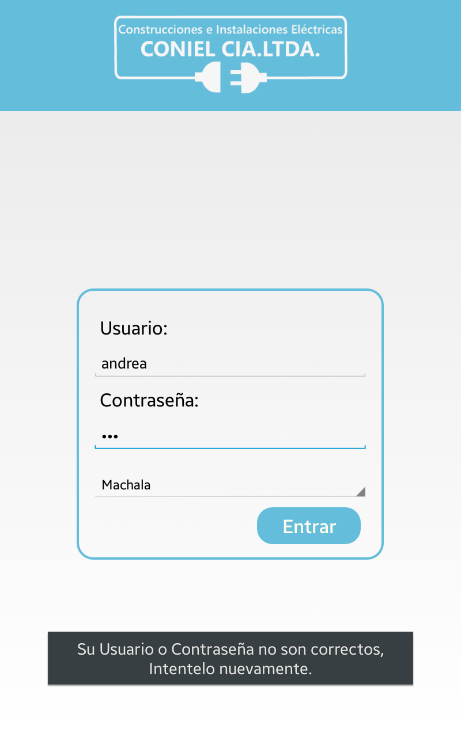 Construcciones e Instalaciones Eléctricas
CONIEL CIA.LTDA.
Usuario:
andrea
Contraseña:
•••
Machala
Entrar
Su Usuario o Contraseña no son correctos,
Intentelo nuevamente.